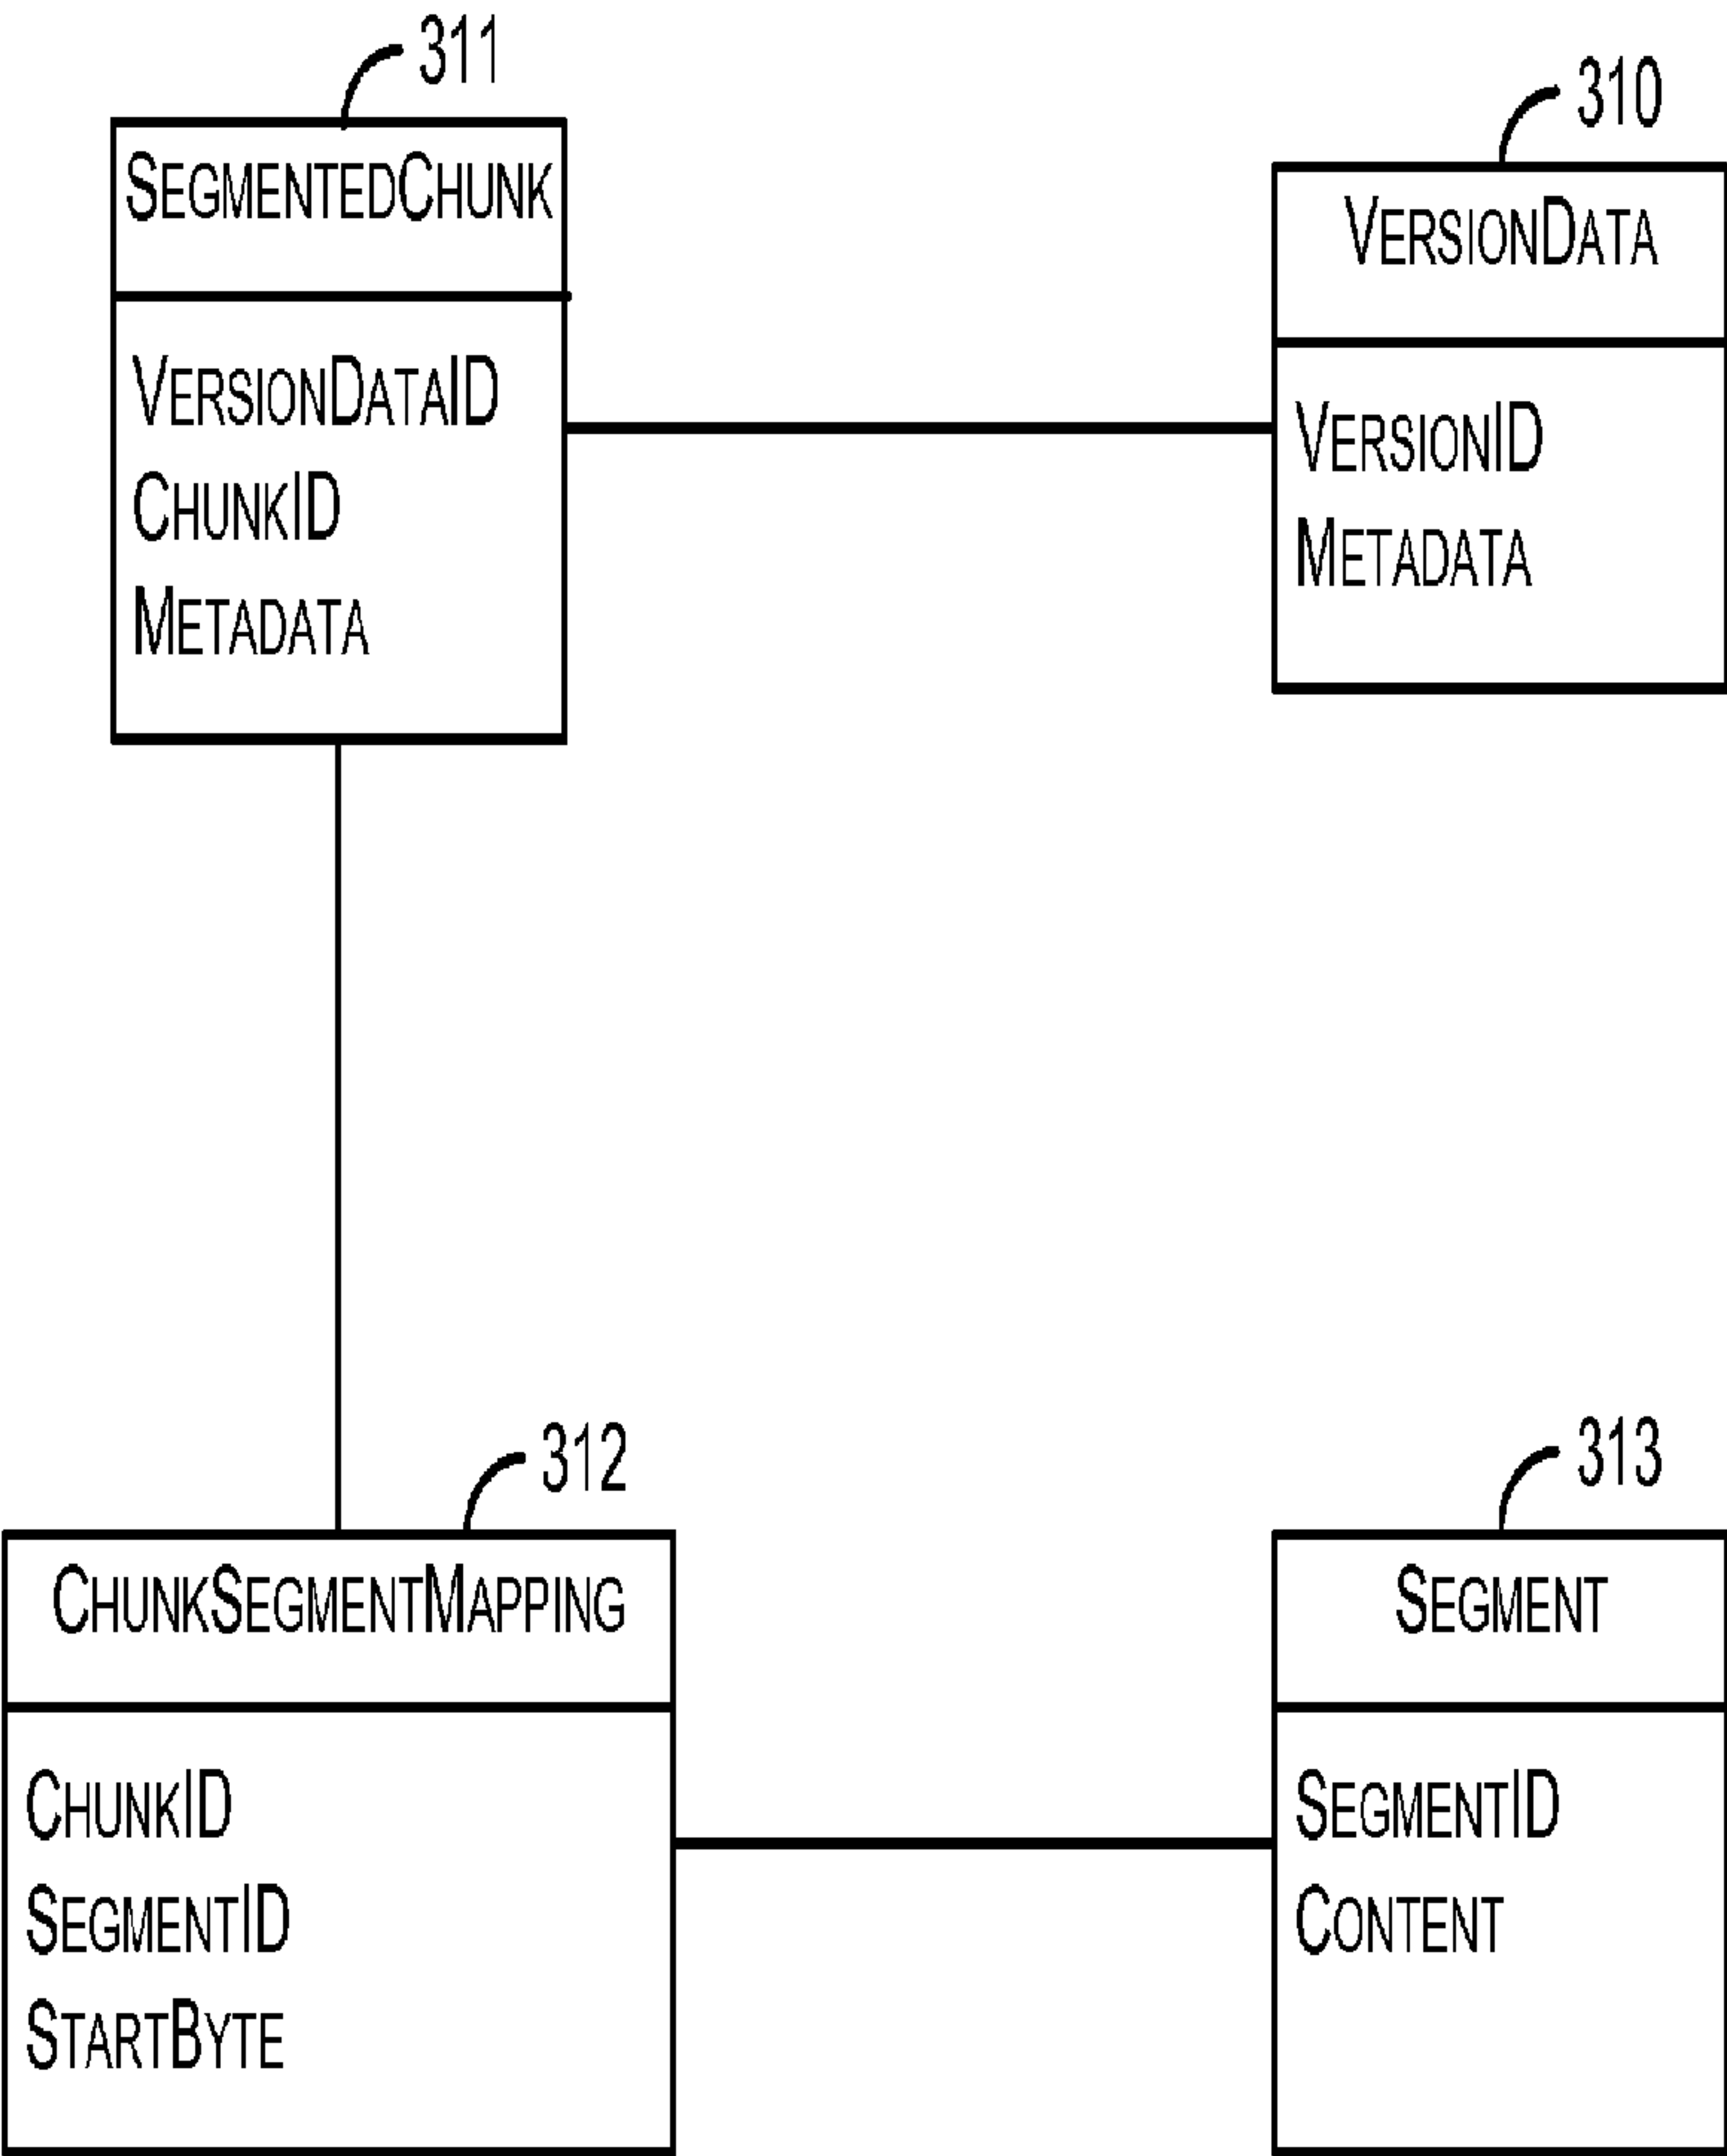 311
SegmentedChunk
VersionDataID
ChunkID
Metadata
310
VersionData
VersionID
Metadata
312
ChunkSegmentMapping
ChunkID
SegmentID
StartByte
313
Segment
SegmentID
Content